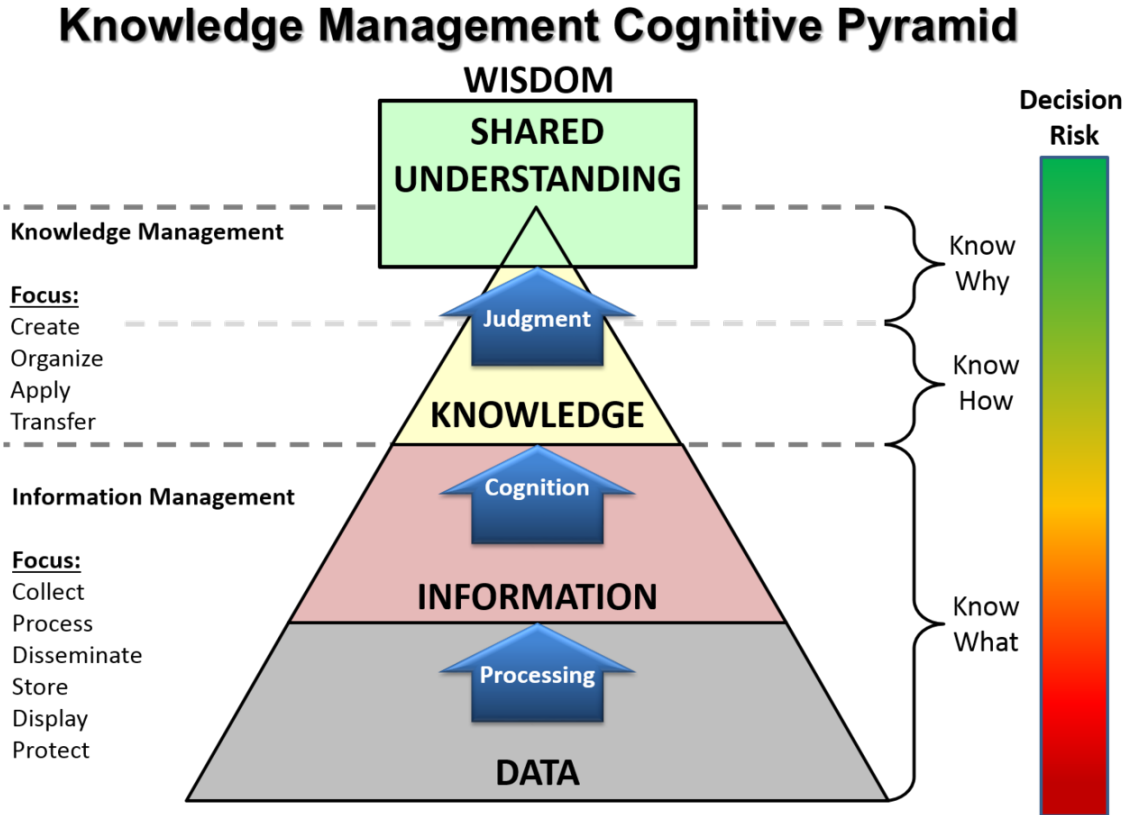 Knowledge Management Cognitive Pyramid
WISDOM
SHARED
UNDERSTANDING
Decision
Risk
Knowledge Management
Focus:
Create
Organize
Apply
Transfer
Judgment
KNOWLEDGE
Know
Why
Know
How
Information Management
Focus:
Collect
Process
Disseminate
Store
Display
Protect
Cognition
INFORMATION
Processing
DATA
Know
What